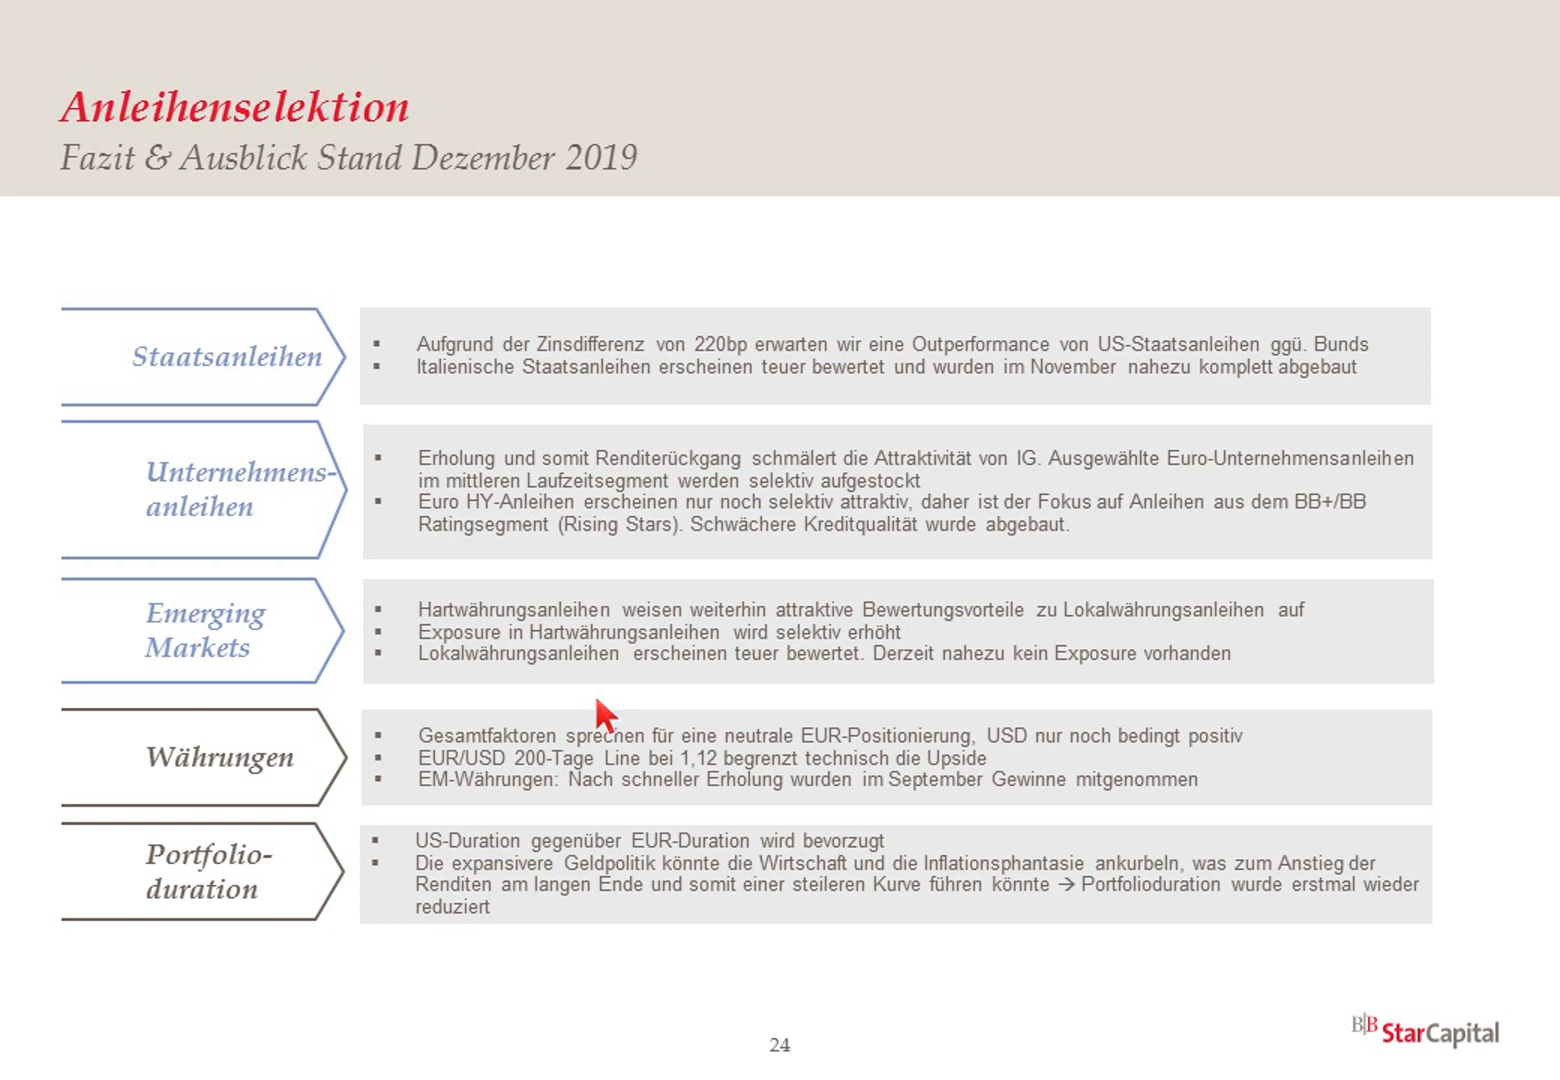 Anleihenselektion
Fazit & Ausblick Stand Dezember 2019
Staatsanleihen
▪ Aufgrund der Zinsdifferenz von 220bp erwarten wir eine Outperformance von US-Staatsanleihen ggü. Bunds
▪ Italienische Staatsanleihen erscheinen teuer bewertet und wurden im November nahezu komplett abgebaut
Unternehmens-
anleihen
▪ Erholung und somit Renditerückgang schmälert die Attraktivität von IG. Ausgewählte Euro-Unternehmensanleihen
im mittleren Laufzeitsegment werden selektiv aufgestockt
▪ Euro HY-Anleihen erscheinen nur noch selektiv attraktiv, daher ist der Fokus auf Anleihen aus dem BB+/BB
Ratingsegment (Rising Stars). Schwächere Kreditqualität wurde abgebaut.
Emerging
Markets
▪ Hartwährungsanleihen weisen weiterhin attraktive Bewertungsvorteile zu Lokalwährungsanleihen auf
▪ Exposure in Hartwährungsanleihen wird selektiv erhöht
▪ Lokalwährungsanleihen erscheinen teuer bewertet. Derzeit nahezu kein Exposure vorhanden
Währungen
▪ Gesamtfaktoren sprechen für eine neutrale EUR-Positionierung, USD nur noch bedingt positiv
▪ EUR/USD 200-Tage Line bei 1,12 begrenzt technisch die Upside
▪ EM-Währungen: Nach schneller Erholung wurden im September Gewinne mitgenommen
Portfolio-
duration
▪ US-Duration gegenüber EUR-Duration wird bevorzugt
▪ Die expansivere Geldpolitik könnte die Wirtschaft und die Inflationsphantasie ankurbeln, was zum Anstieg der
Renditen am langen Ende und somit einer steileren Kurve führen könnte → Portfolioduration wurde erstmal wieder
reduziert
24
B|B StarCapital